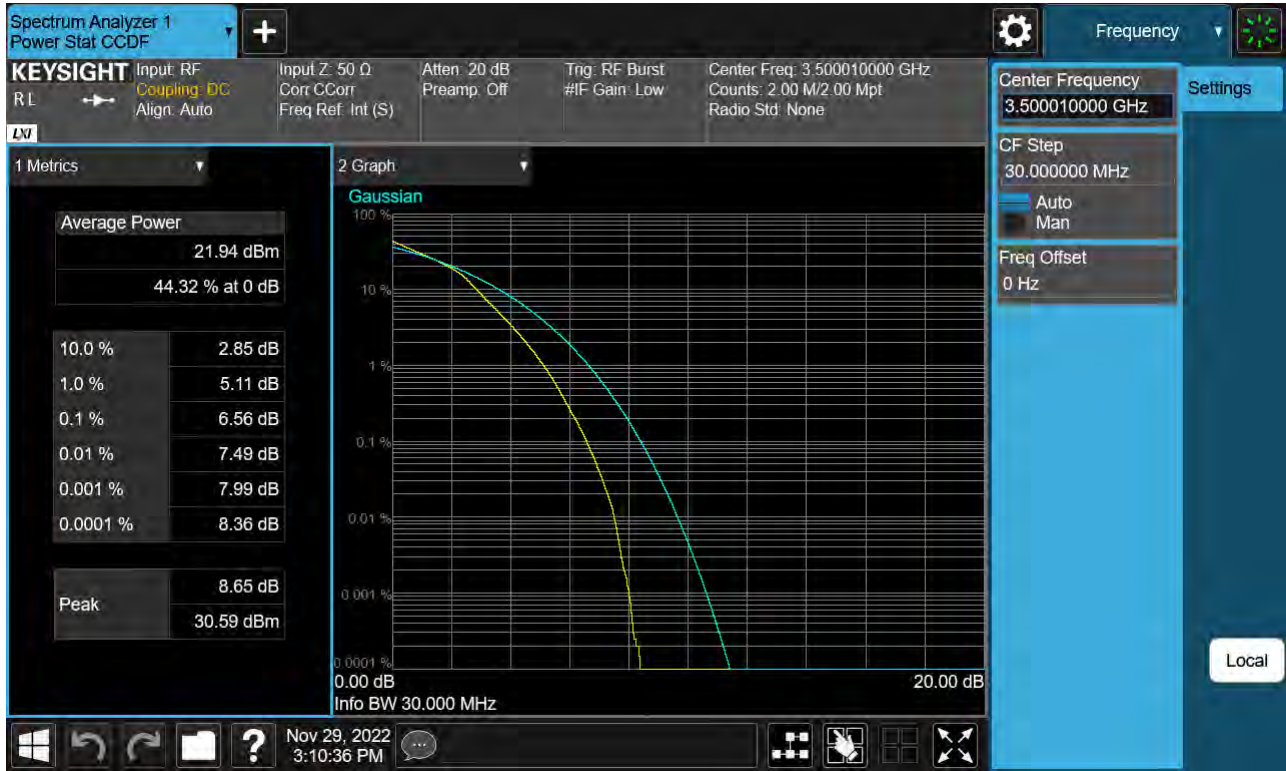 Spectrum Analyzer 1
Power Stat CCDF
+
Frequency
KEYSIGHT
RL
LXI
Input: RF
Coupling: DC
Align: Auto
Input Z: 50 Ω
Corr CCorr
Freq Ref: Int (S)
Atten: 20 dB
Preamp: Off
Trig: RF Burst
#IF Gain: Low
Center Freq: 3.500010000 GHz
Counts: 2.00 M/2.00 Mpt
Radio Std: None
Center Frequency
3.500010000 GHz
Settings
CF Step
30.000000 MHz
Auto
Man
Freq Offset
0 Hz
1 Metrics
Average Power
21.94 dBm
44.32 % at 0 dB
10.0 % 2.85 dB
1.0 % 5.11 dB
0.1 % 6.56 dB
0.01 % 7.49 dB
0.001 % 7.99 dB
0.0001 % 8.36 dB
Peak
8.65 dB
30.59 dBm
2 Graph
Gaussian
100 %
10 %
1 %
0.1 %
0.01 %
0.001 %
0.0001 %
0.00 dB 20.00 dB
Info BW 30.000 MHz
Local
?
Nov 29, 2022
3:10:36 PM